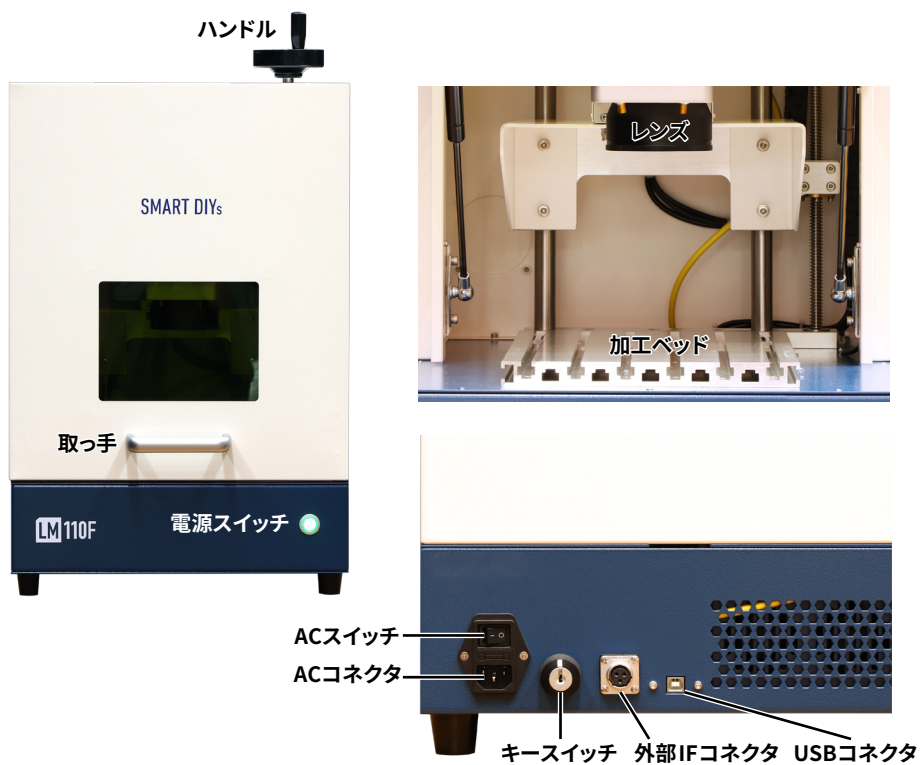 ハンドル
SMART DIYs
取っ手
LM 110F
電源スイッチ
レンズ
加工ベッド
ACスイッチ
ACコネクタ
キースイッチ
外部IFコネクタ
USBコネクタ